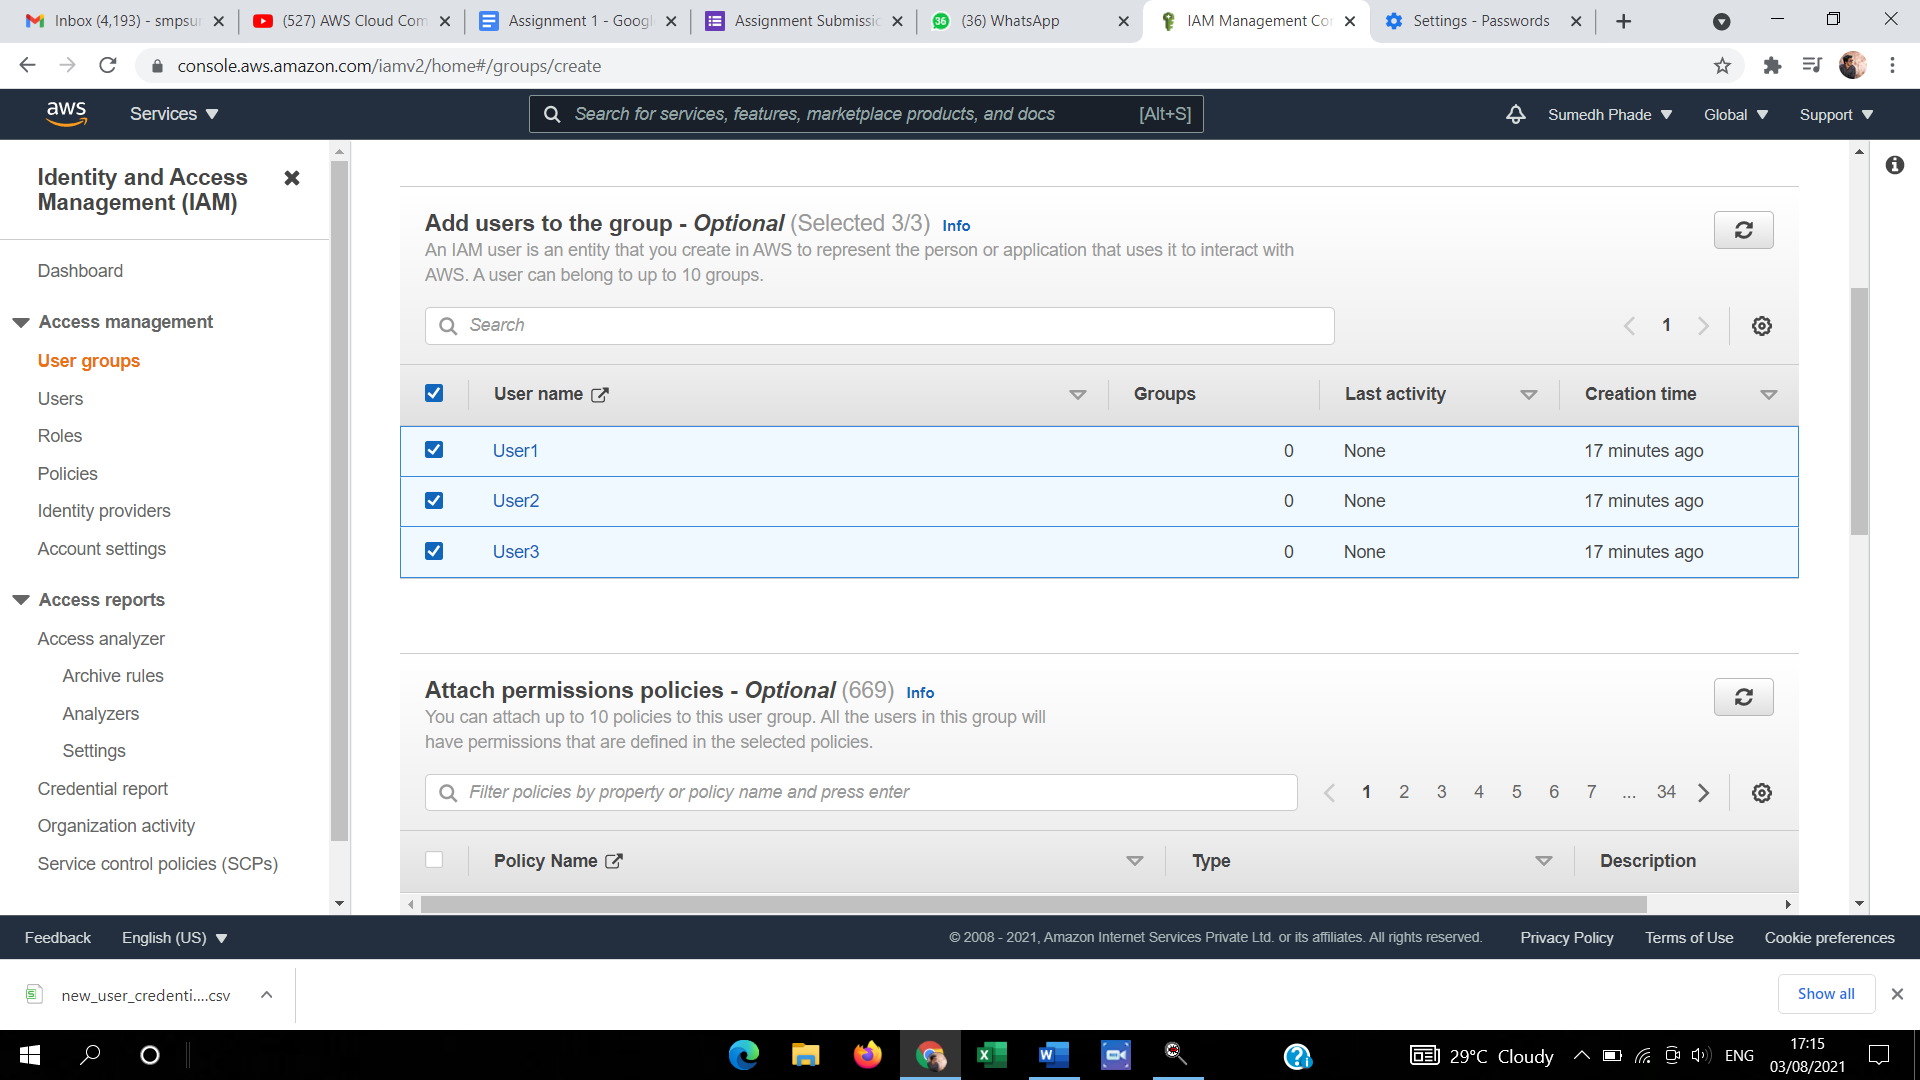 Inbox (4,193) - smpsur
(527) AWS Cloud Com
Assignment 1 - Googl
Assignment Submissio
36
(36) WhatsApp
IAM Management Co
Settings - Passwords
console.aws.amazon.com/iamv2/home#/groups/create
aws
Services
Search for services, features, marketplace products, and docs
[Alt+S]
Sumedh Phade
Global
Support
Identity and Access
Management (IAM)
Dashboard
Access management
User groups
Users
Roles
Policies
Identity providers
Account settings
Access reports
Access analyzer
Archive rules
Analyzers
Settings
Credential report
Organization activity
Service control policies (SCPs)
Add users to the group - Optional (Selected 3/3) Info
An IAM user is an entity that you create in AWS to represent the person or application that uses it to interact with
AWS. A user can belong to up to 10 groups.
Search
1
User name Groups Last activity Creation time
User1 0 None 17 minutes ago
User2 0 None 17 minutes ago
User3 0 None 17 minutes ago
Attach permissions policies - Optional (669) Info
You can attach up to 10 policies to this user group. All the users in this group will
have permissions that are defined in the selected policies.
Filter policies by property or policy name and press enter
1 2 3 4 5 6 7 ... 34
Policy Name Type Description
Feedback
English (US)
© 2008 - 2021, Amazon Internet Services Private Ltd. or its affiliates. All rights reserved.
Privacy Policy
Terms of Use
Cookie preferences
new_user_credenti....csv
Show all
29°C Cloudy
ENG
17:15
03/08/2021